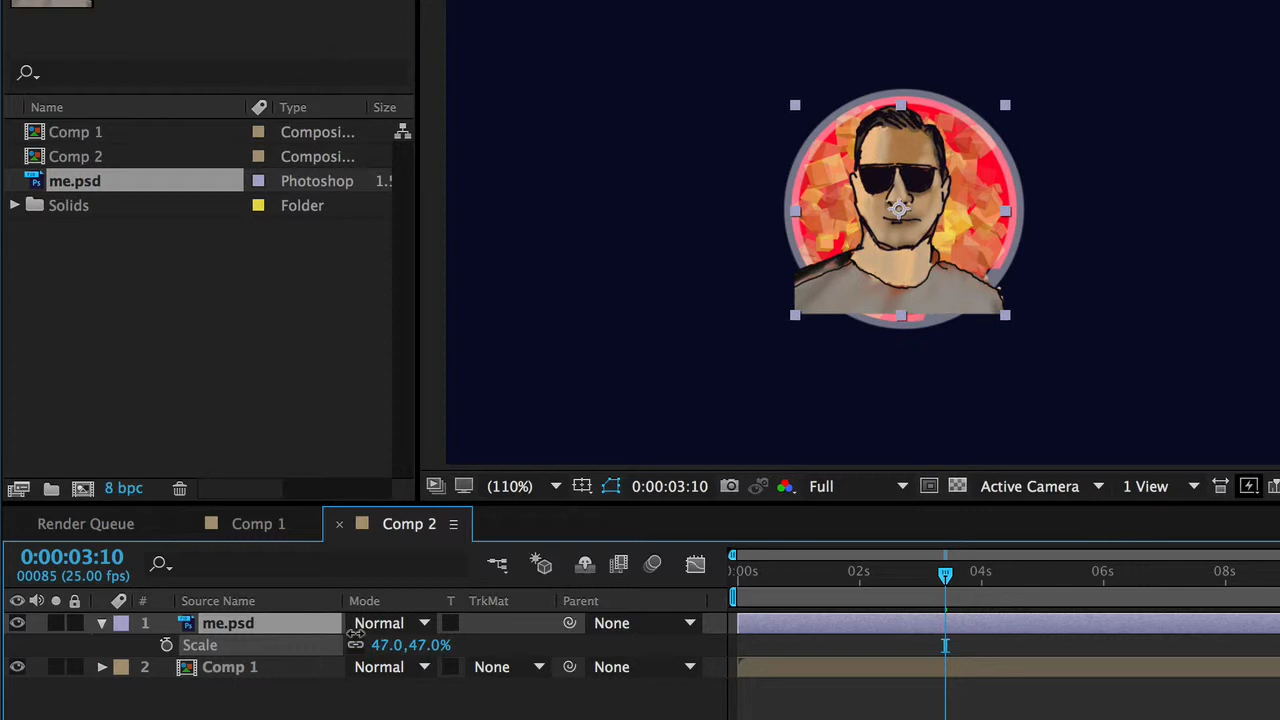 Name Type Size
Comp 1 Composi...
Comp 2 Composi...
me.psd Photoshop 1.5
Solids Folder
8 bpc
(110%) 0:00:03:10 Full Active Camera 1 View
Render Queue Comp 1 × Comp 2
0:00:03:10
00085 (25.00 fps)
:00s 02s 04s 06s 08s
# Source Name Mode T TrkMat Parent
1 me.psd Normal None
Scale 47.0,47.0%
2 Comp 1 Normal None None